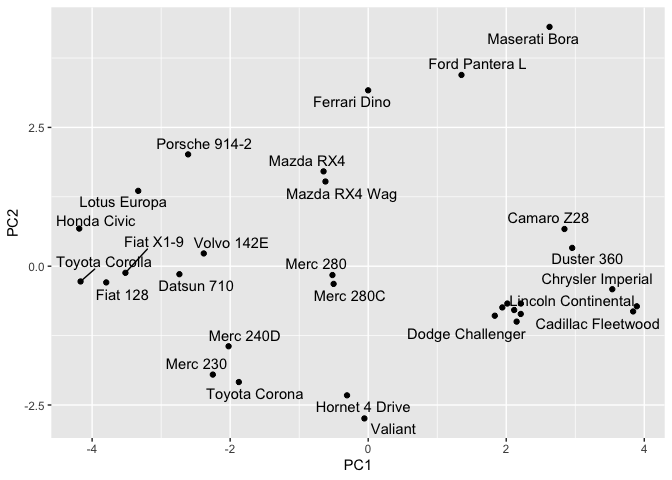 Maserati Bora
Ford Pantera L
Ferrari Dino
2.5
Porsche 914-2
Mazda RX4
Mazda RX4 Wag
Lotus Europa
Honda Civic
Camaro Z28
Fiat X1-9
Volvo 142E
Duster 360
PC2
0.0
Toyota Corolla
Merc 280
Chrysler Imperial
Fiat 128
Datsun 710
Merc 280C
Lincoln Continental
Cadillac Fleetwood
Dodge Challenger
Merc 240D
Merc 230
Toyota Corona
-2.5
Hornet 4 Drive
Valiant
-4 -2 0 2 4
PC1